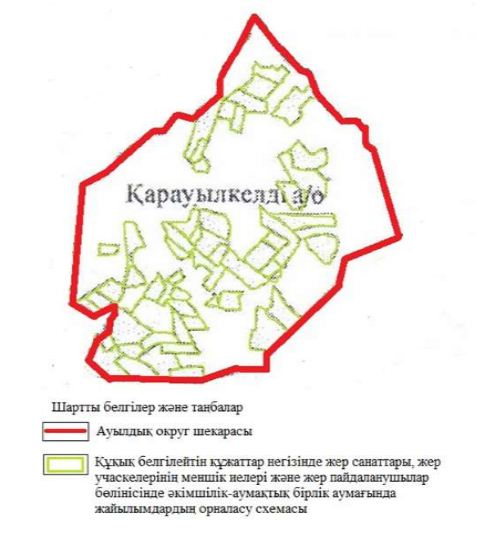 Қарауылкелді а/о
Шартты белгілер және таңбалар
Ауылдық округ шекарасы
Құқық белгілейтін құжаттар негізінде жер санаттары, жер
учаскелерінің меншік иелері және жер пайдаланушылар
бөлінісінде әкімшілік-аумақтық бірлік аумағында
жайылымдардың орналасу схемасы